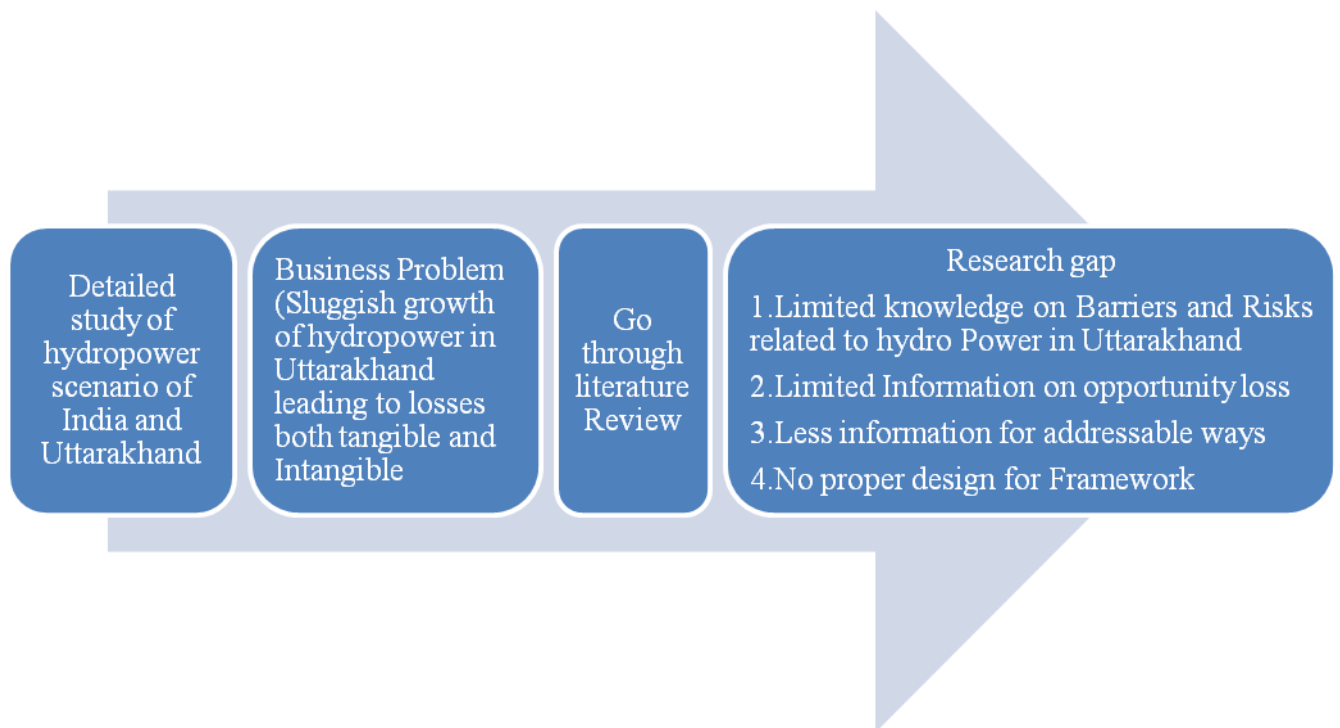 Detailed
study of
hydropower
scenario of
India and
Uttarakhand
Business Problem
(Sluggish growth
of hydropower in
Uttarakhand
leading to losses
both tangible and
Intangible
Go
through
literature
Review
Research gap
1.Limited knowledge on Barriers and Risks
related to hydro Power in Uttarakhand
2.Limited Information on opportunity loss
3.Less information for addressable ways
4.No proper design for Framework